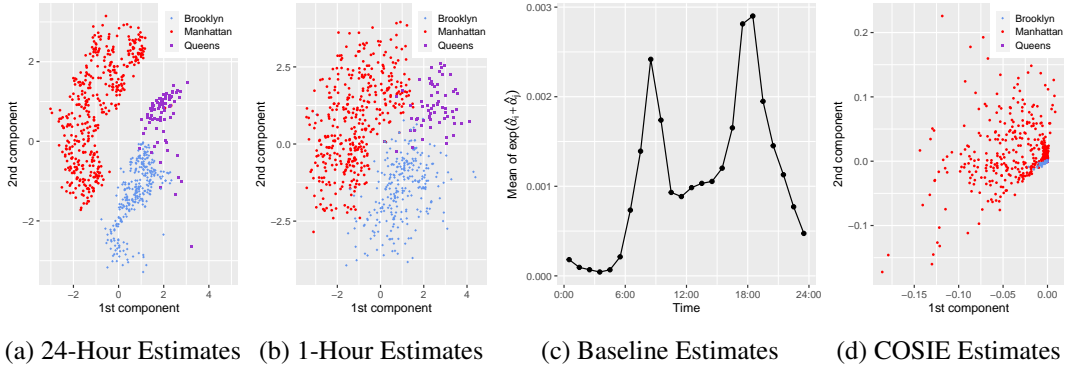 Brooklyn
Manhattan
Queens
2
0
−2
−2 0 2 4
1st component
2nd component
Brooklyn
Manhattan
Queens
5.0
2.5
0.0
−2.5
−2 0 2 4
1st component
2nd component
0.003
0.002
0.001
0.000
0:00 6:00 12:00 18:00 24:00
Time
Mean of exp(α̂i + α̂j)
Brooklyn
Manhattan
Queens
0.2
0.1
0.0
−0.1
−0.15 −0.10 −0.05 0.00
1st component
2nd component
(a) 24-Hour Estimates (b) 1-Hour Estimates (c) Baseline Estimates (d) COSIE Estimates